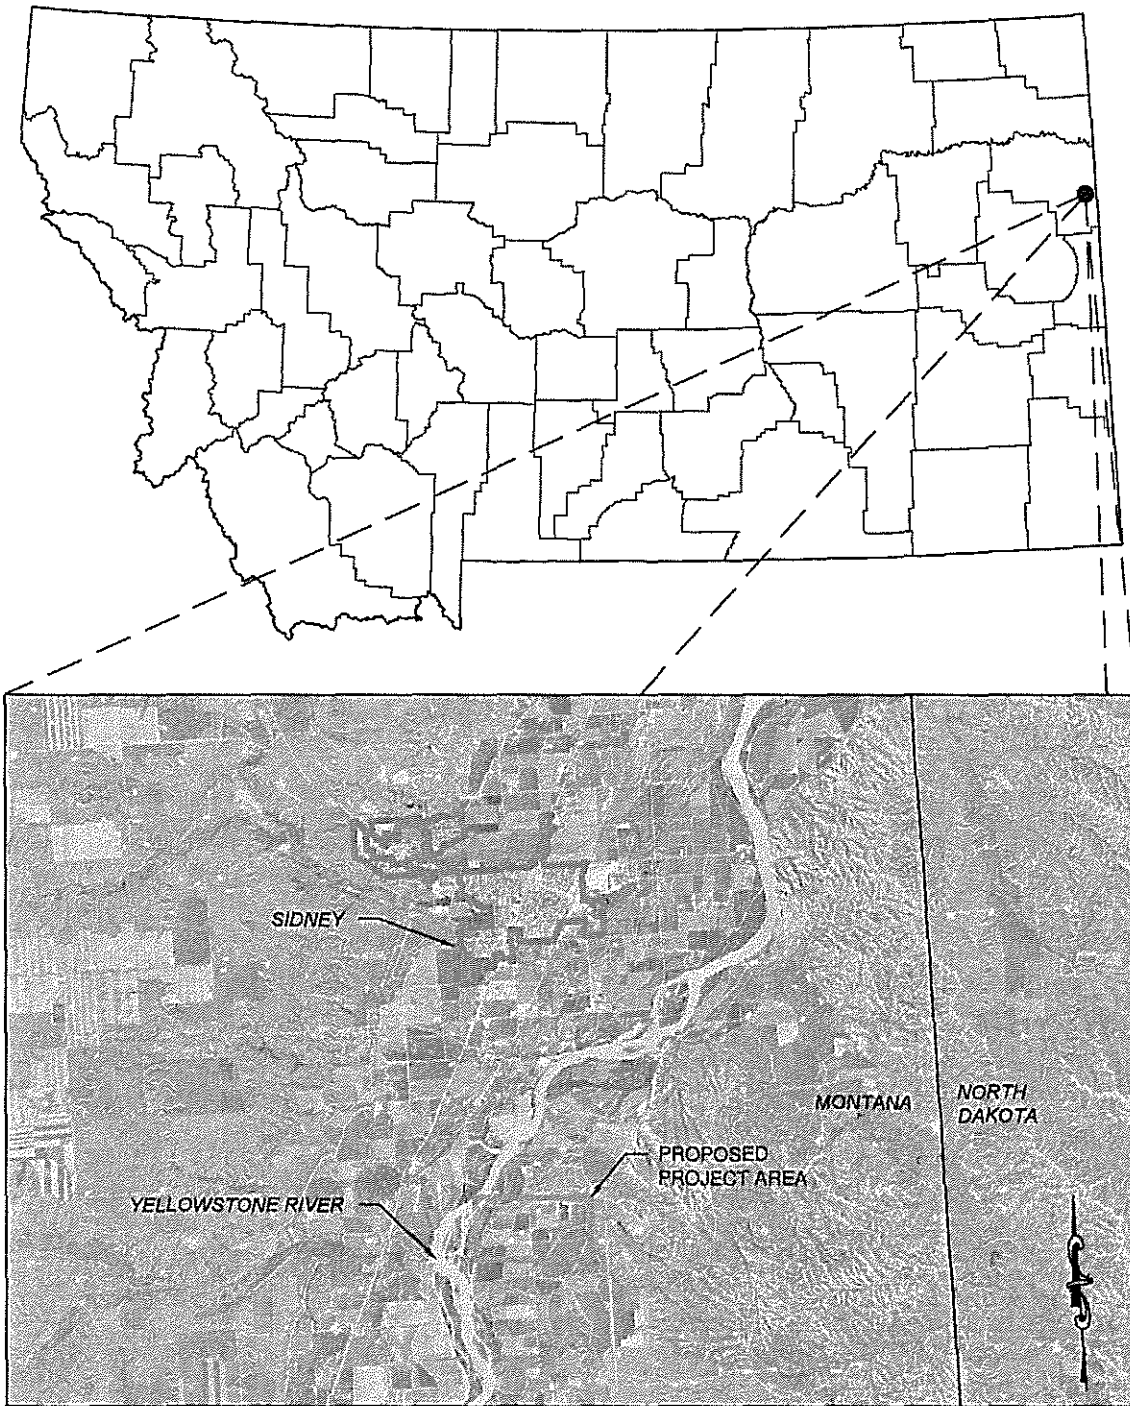 SIDNEY
MONTANA
NORTH
DAKOTA
PROPOSED
PROJECT AREA
YELLOWSTONE RIVER